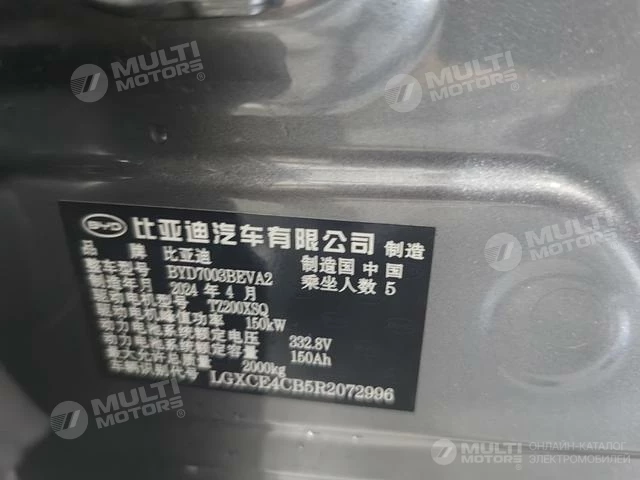 MULTI MOTORS®
MULTI MOTORS®
BYD 比亚迪汽车有限公司 制造
品牌 比亚迪 制造国 中国
整车型号 BYD7003BEVA2 乘坐人数 5
制造年月 2024 年 4 月
驱动电机型号 TZ200XSQ
驱动电机峰值功率 150kW
动力电池系统额定电压 332.8V
动力电池系统额定容量 150Ah
最大允许总质量 2000kg
车辆识别代号 LGXCE4CB5R2072996
MULTI MOTORS®
MULTI MOTORS®
MULTI MOTORS®
ОНЛАЙН-КАТАЛОГ
ЭЛЕКТРОМОБИЛЕЙ